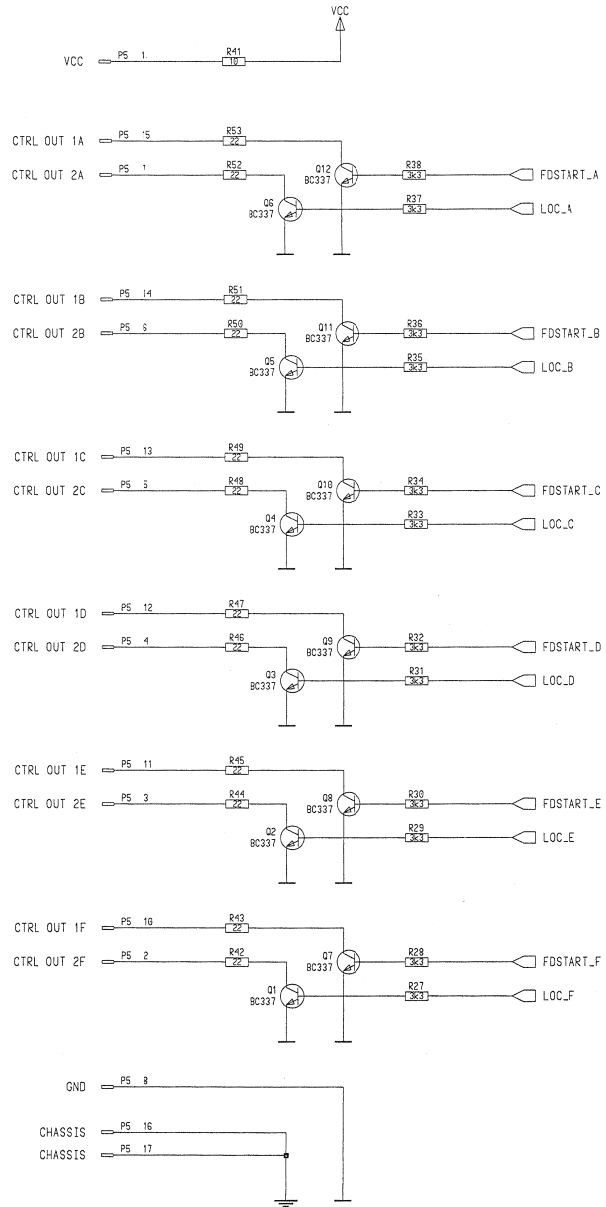 VCC
VCC P5 1 R41
10
CTRL OUT 1A P5 15 R53
22
CTRL OUT 2A P5 7 R52
22
Q12
BC337
R38
3k3
FDSTART_A
Q6
BC337
R37
3k3
LOC_A
CTRL OUT 1B P5 14 R51
22
CTRL OUT 2B P5 6 R50
22
Q11
BC337
R36
3k3
FDSTART_B
Q5
BC337
R35
3k3
LOC_B
CTRL OUT 1C P5 13 R49
22
CTRL OUT 2C P5 5 R48
22
Q10
BC337
R34
3k3
FDSTART_C
Q4
BC337
R33
3k3
LOC_C
CTRL OUT 1D P5 12 R47
22
CTRL OUT 2D P5 4 R46
22
Q9
BC337
R32
3k3
FDSTART_D
Q3
BC337
R31
3k3
LOC_D
CTRL OUT 1E P5 11 R45
22
CTRL OUT 2E P5 3 R44
22
Q8
BC337
R30
3k3
FDSTART_E
Q2
BC337
R29
3k3
LOC_E
CTRL OUT 1F P5 10 R43
22
CTRL OUT 2F P5 2 R42
22
Q7
BC337
R28
3k3
FDSTART_F
Q1
BC337
R27
3k3
LOC_F
GND P5 8
CHASSIS P5 16
CHASSIS P5 17